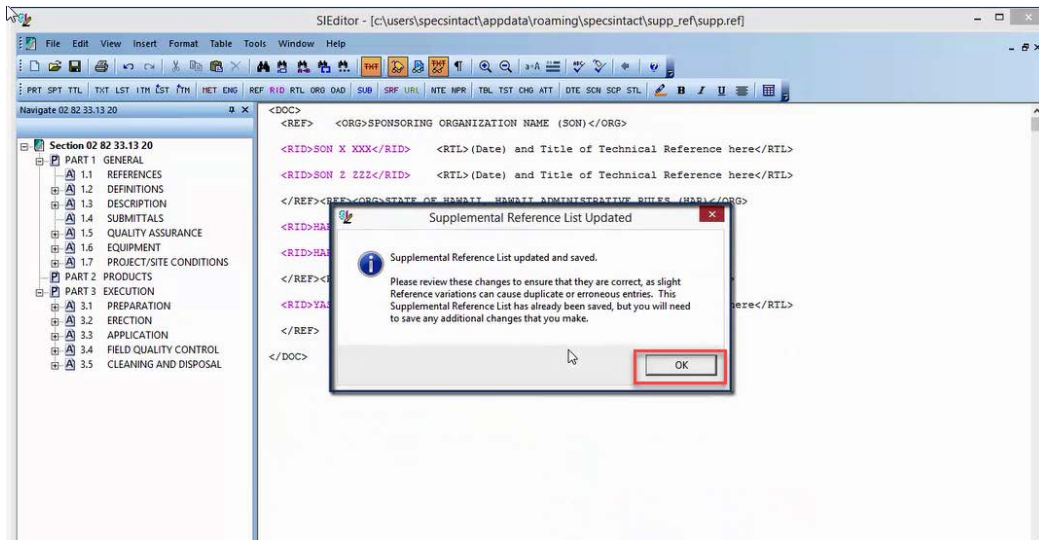 SIEditor - [c:\users\specsintact\appdata\roaming\specsintact\supp_ref\supp.ref]
File Edit View Insert Format Table Tools Window Help
PRT SPT TTL TXT LST ITM MET ENG REF RID RTL ORG OAD SUB SRF URL NTE NPR TBL TST CHG ATT DTE SCN SCP STL B I U
Navigate 02 82 33.13 20
Section 02 82 33.13 20
PART 1 GENERAL
1.1 REFERENCES
1.2 DEFINITIONS
1.3 DESCRIPTION
1.4 SUBMITTALS
1.5 QUALITY ASSURANCE
1.6 EQUIPMENT
1.7 PROJECT/SITE CONDITIONS
PART 2 PRODUCTS
PART 3 EXECUTION
3.1 PREPARATION
3.2 ERECTION
3.3 APPLICATION
3.4 FIELD QUALITY CONTROL
3.5 CLEANING AND DISPOSAL
<DOC>
<REF> <ORG>SPONSORING ORGANIZATION NAME (SON)</ORG>
<RID>SON X XXX</RID> <RTL>(Date) and Title of Technical Reference here</RTL>
<RID>SON Z ZZZ</RID> <RTL>(Date) and Title of Technical Reference here</RTL>
</REF><REF><ORG>STATE OF HAWAII, HAWAII ADMINISTRATIVE RULES (HAR)</ORG>
<RID>HAR
<RID>HAR
</REF><R
<RID>YAS
here</RTL>
</REF>
</DOC>
Supplemental Reference List Updated
Supplemental Reference List updated and saved.
Please review these changes to ensure that they are correct, as slight
Reference variations can cause duplicate or erroneous entries. This
Supplemental Reference List has already been saved, but you will need
to save any additional changes that you make.
OK